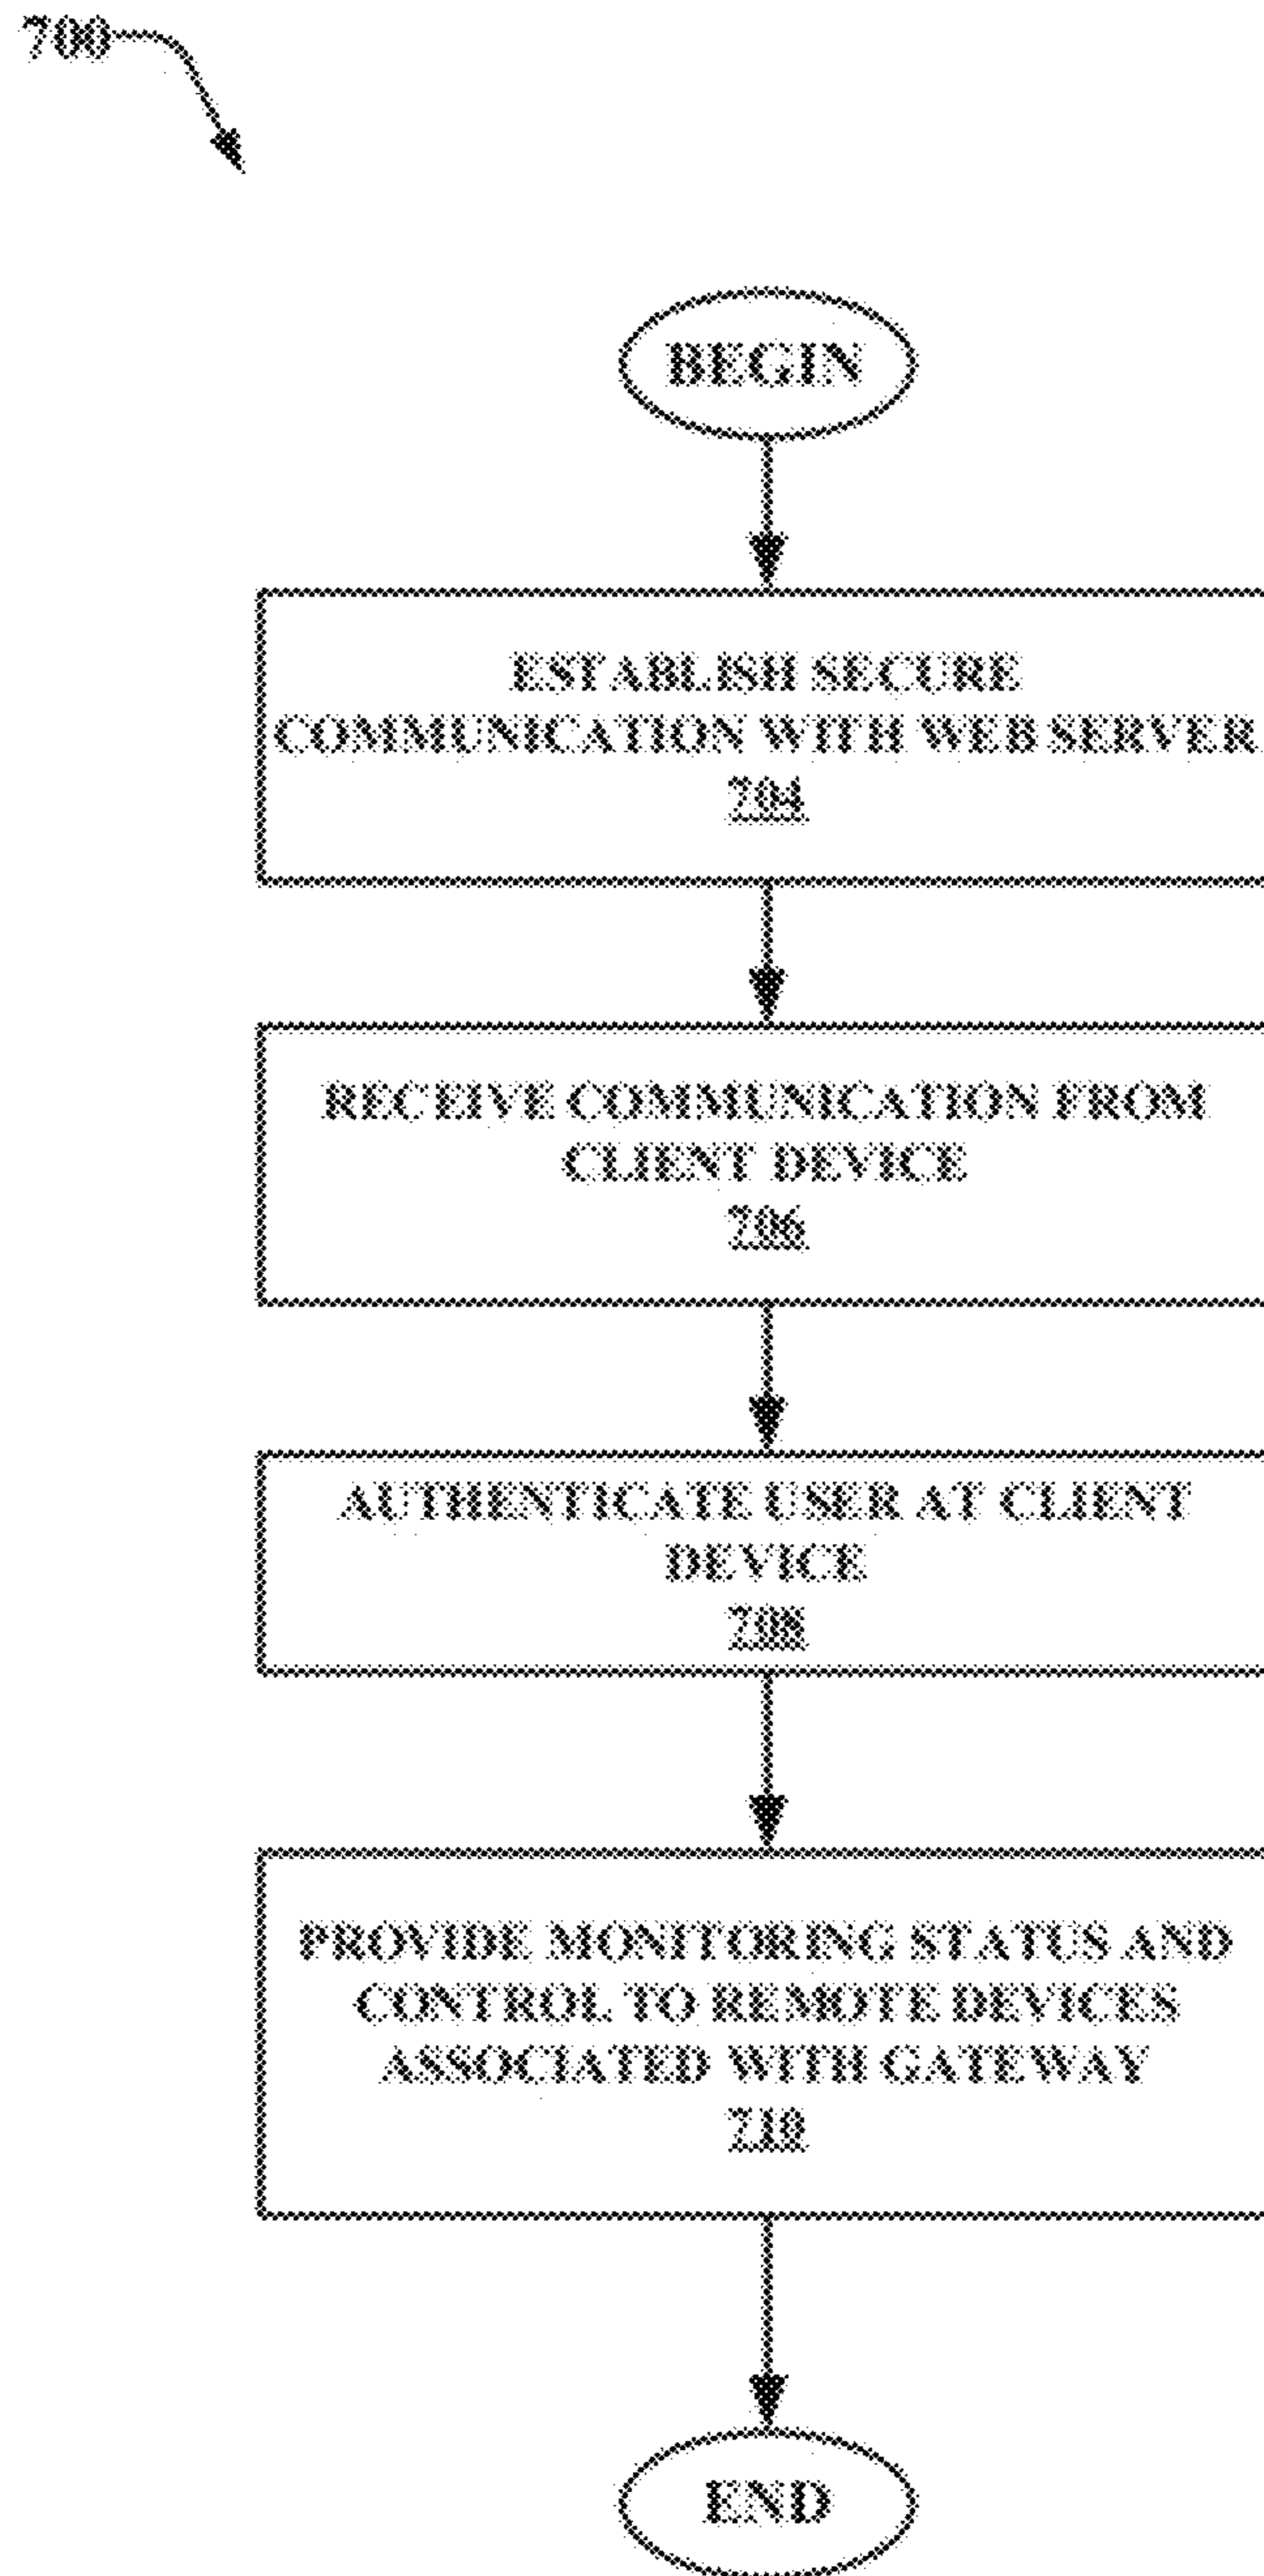 700
BEGIN
ESTABLISH SECURE
COMMUNICATION WITH WEB SERVER
704
RECEIVE COMMUNICATION FROM
CLIENT DEVICE
706
AUTHENTICATE USER AT CLIENT
DEVICE
708
PROVIDE MONITORING STATUS AND
CONTROL TO REMOTE DEVICES
ASSOCIATED WITH GATEWAY
710
END